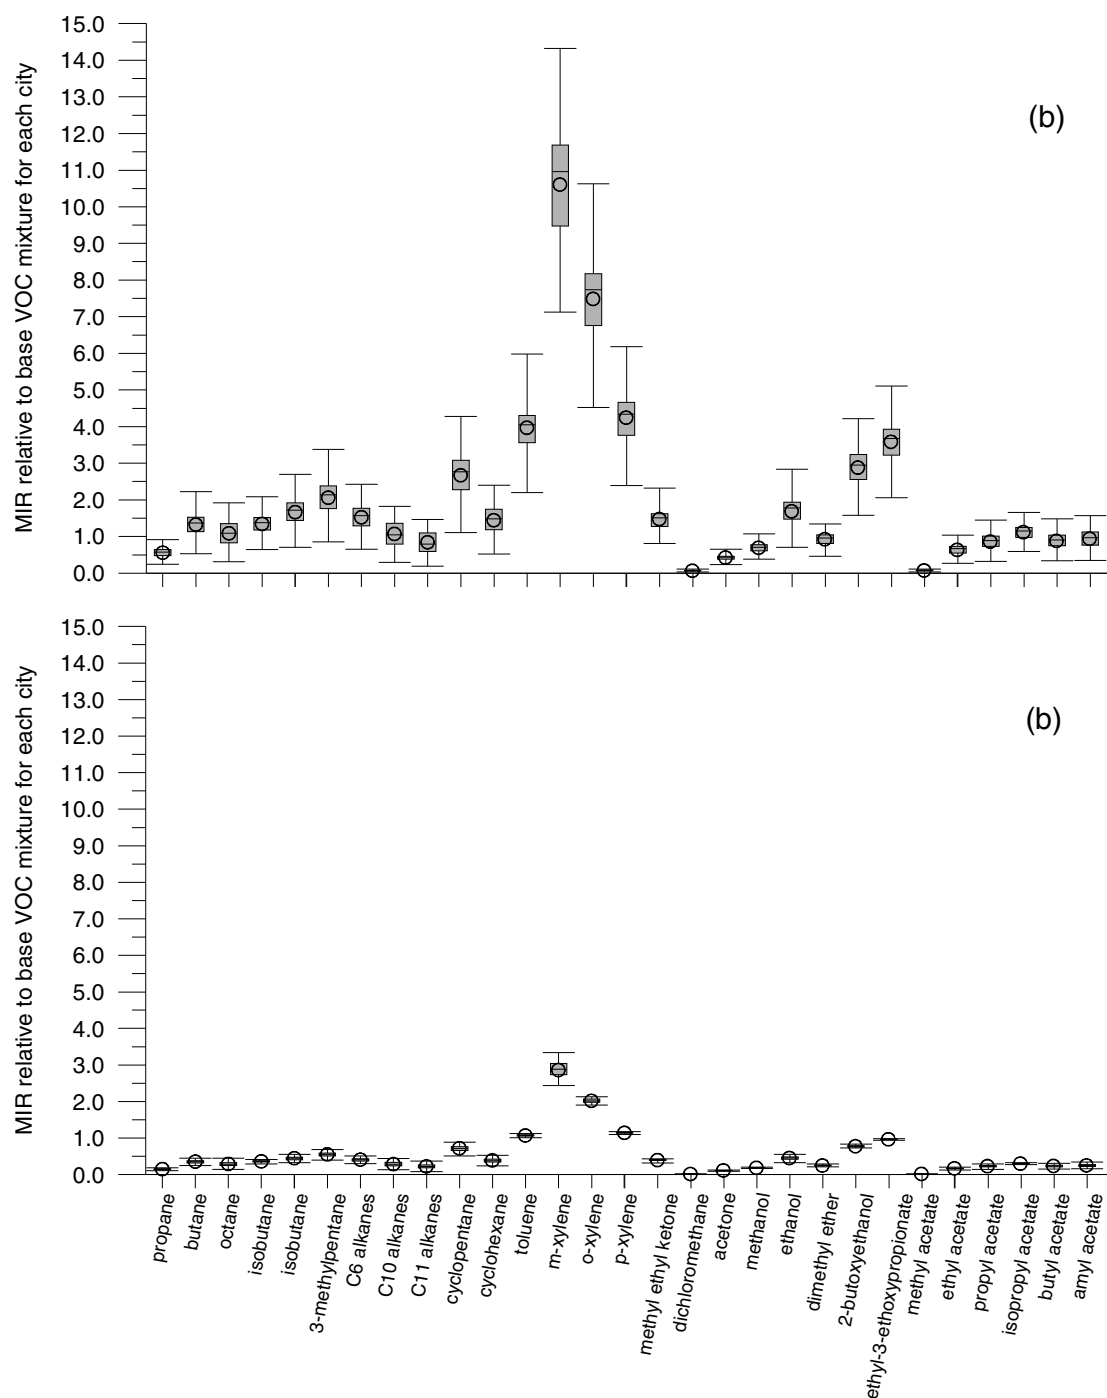 MIR relative to base VOC mixture for each city
15.0
14.0
13.0
12.0
11.0
10.0
9.0
8.0
7.0
6.0
5.0
4.0
3.0
2.0
1.0
0.0
(b)
MIR relative to base VOC mixture for each city
15.0
14.0
13.0
12.0
11.0
10.0
9.0
8.0
7.0
6.0
5.0
4.0
3.0
2.0
1.0
0.0
(b)
propane
butane
octane
isobutane
isobutane
3-methylpentane
C6 alkanes
C10 alkanes
C11 alkanes
cyclopentane
cyclohexane
toluene
m-xylene
o-xylene
p-xylene
methyl ethyl ketone
dichloromethane
acetone
methanol
ethanol
dimethyl ether
2-butoxyethanol
ethyl-3-ethoxypropionate
methyl acetate
ethyl acetate
propyl acetate
isopropyl acetate
butyl acetate
amyl acetate